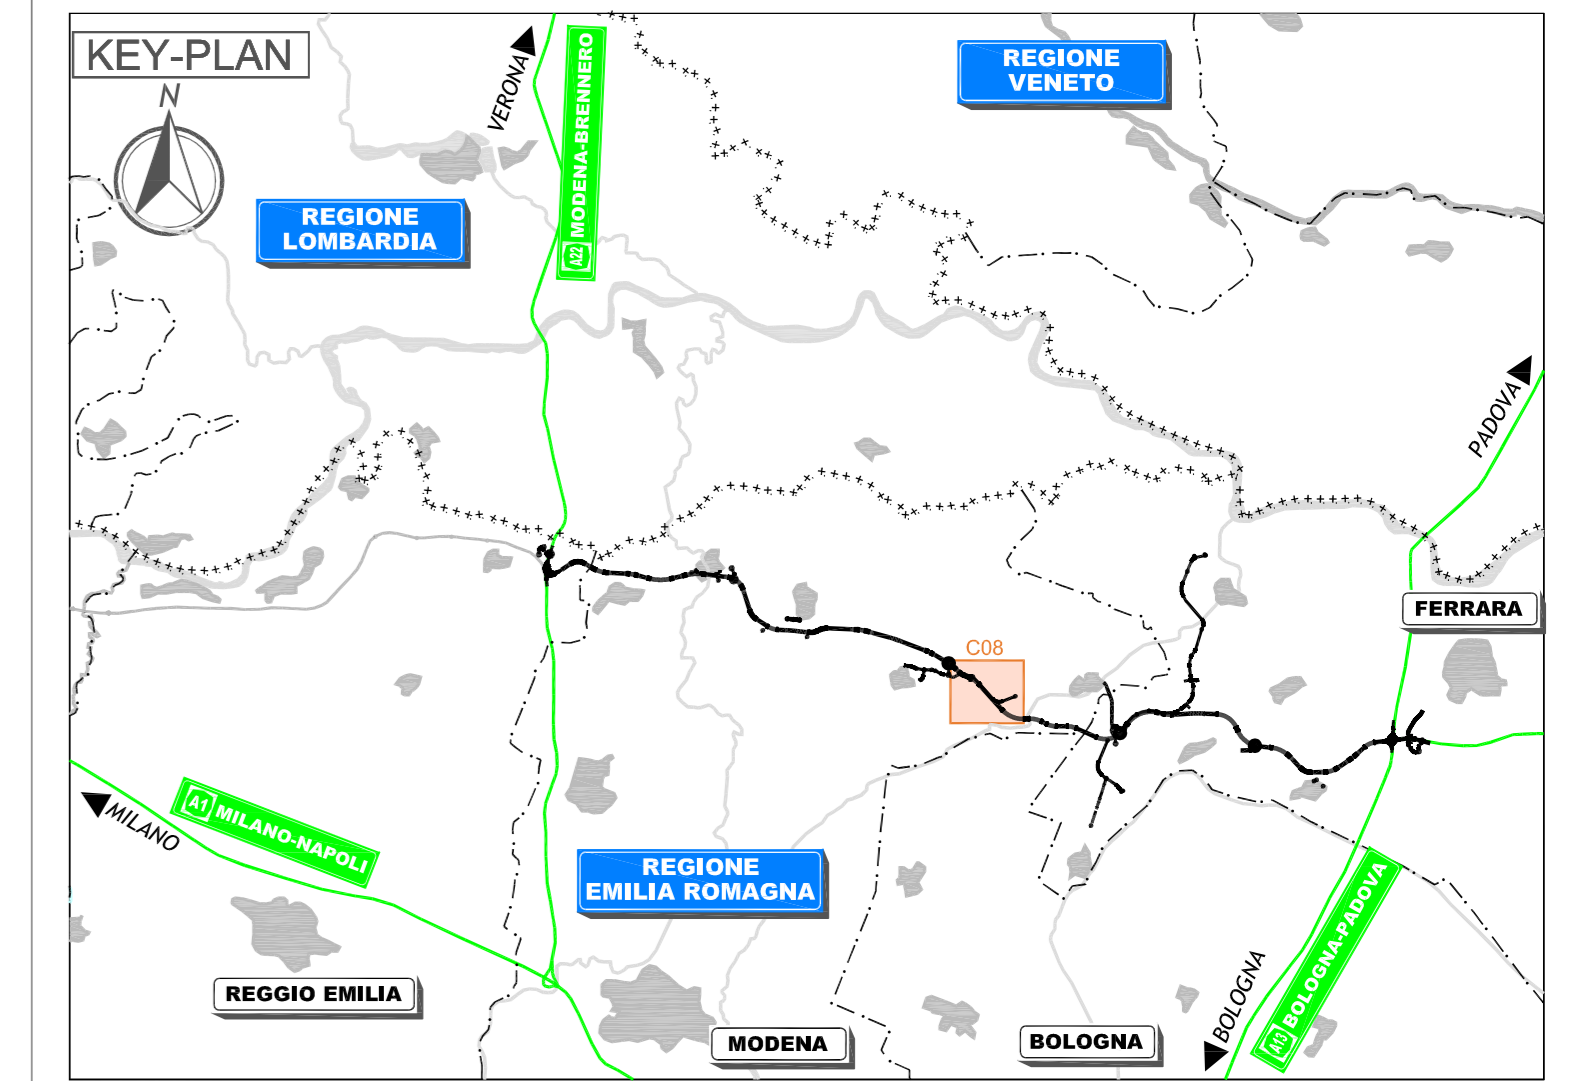 KEY-PLAN
N
VERONA
A22 MODENA-BRENNERO
REGIONE
VENETO
REGIONE
LOMBARDIA
PADOVA
FERRARA
C08
A1 MILANO-NAPOLI
MILANO
REGIONE
EMILIA ROMAGNA
A13 BOLOGNA-PADOVA
BOLOGNA
REGGIO EMILIA
MODENA
BOLOGNA